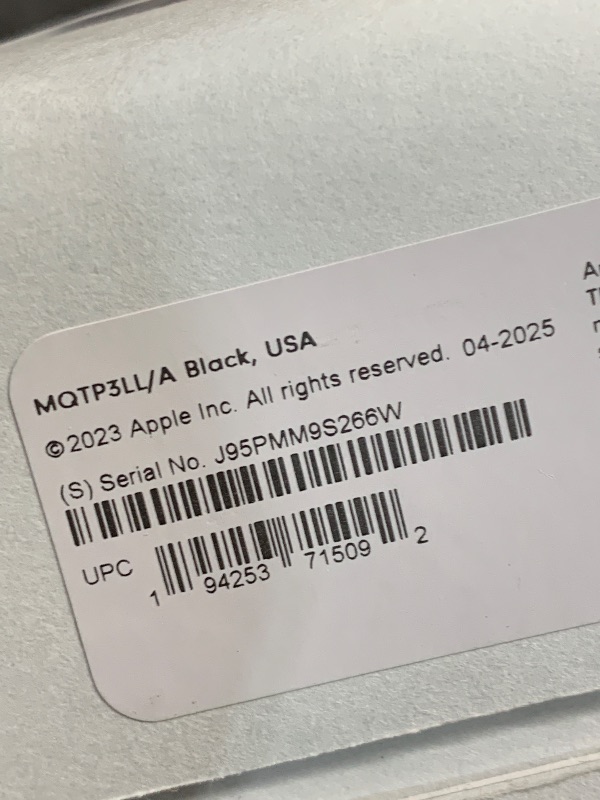 MQTP3LL/A Black, USA
©2023 Apple Inc. All rights reserved. 04-2025
(S) Serial No. J95PMM9S266W
UPC
1 94253 71509 2